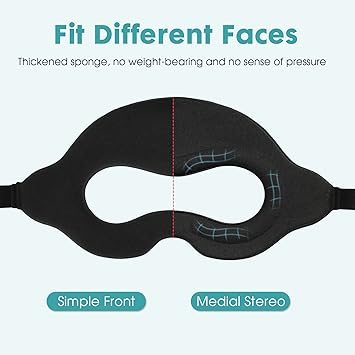 Fit Different Faces
Thickened sponge, no weight-bearing and no sense of pressure
Simple Front
Medial Stereo